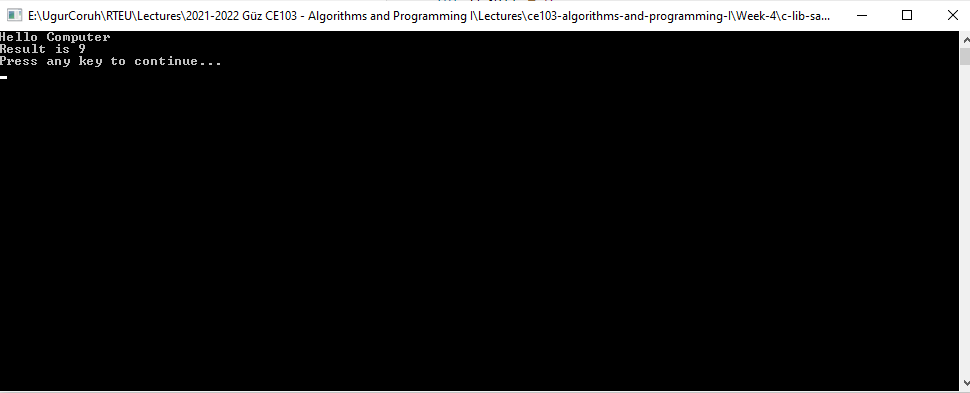 E:\UgurCoruh\RTEU\Lectures\2021-2022 Güz CE103 - Algorithms and Programming I\Lectures\ce103-algorithms-and-programming-I\Week-4\c-lib-sa...
Hello Computer
Result is 9
Press any key to continue...